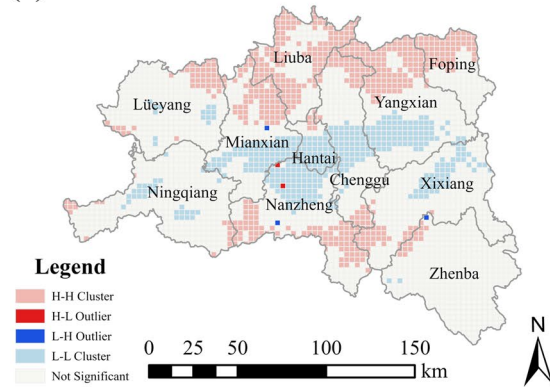 Liuba
Foping
Lüeyang
Yangxian
Mianxian
Hantai
Chenggu
Xixiang
Ningqiang
Nanzheng
Zhenba
Legend
H-H Cluster
H-L Outlier
L-H Outlier
L-L Cluster
Not Significant
0 25 50 100 150
km
N